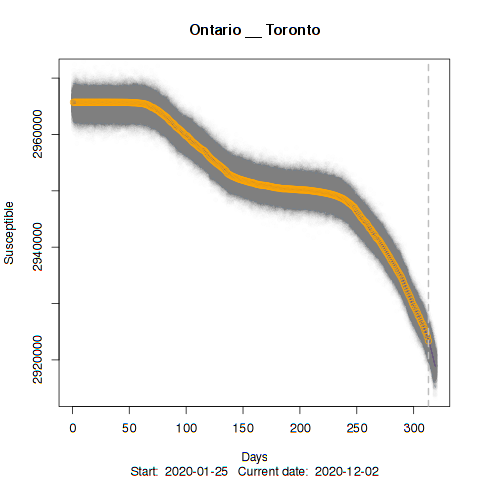 Ontario __ Toronto
Susceptible
2960000
2940000
2920000
0 50 100 150 200 250 300
Days
Start: 2020-01-25 Current date: 2020-12-02